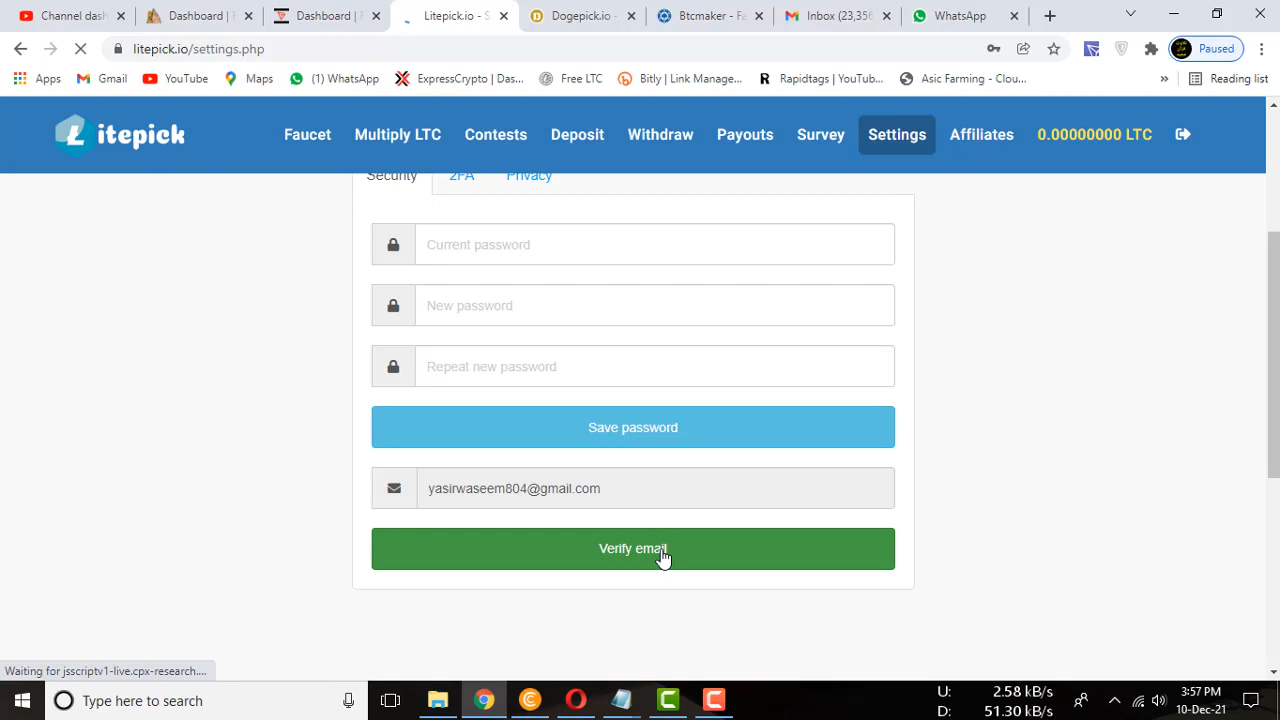 Channel dash
Dashboard | F
Dashboard |
Litepick.io - S
Dogepick.io -
Btcmine - Fa
Inbox (23,356
WhatsApp
litepick.io/settings.php
Paused
Apps
Gmail
YouTube
Maps
(1) WhatsApp
ExpressCrypto | Das...
Free LTC
Bitly | Link Manage...
Rapidtags | YouTub...
Asic Farming - Clou...
»
Reading list
Litepick
Faucet
Multiply LTC
Contests
Deposit
Withdraw
Payouts
Survey
Settings
Affiliates
0.00000000 LTC
Security
2FA
Privacy
Current password
New password
Repeat new password
Save password
yasirwaseem804@gmail.com
Verify email
Waiting for jsscriptv1-live.cpx-research....
Type here to search
U: 2.58 kB/s
D: 51.30 kB/s
3:57 PM
10-Dec-21